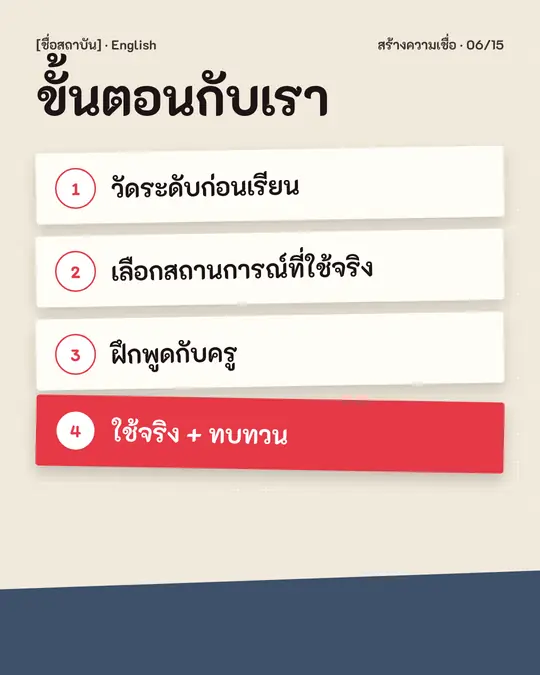 [ชื่อสถาบัน] · English
สร้างความเชื่อ · 06/15
ขั้นตอนกับเรา
1 วัดระดับก่อนเรียน
2 เลือกสถานการณ์ที่ใช้จริง
3 ฝึกพูดกับครู
4 ใช้จริง + ทบทวน